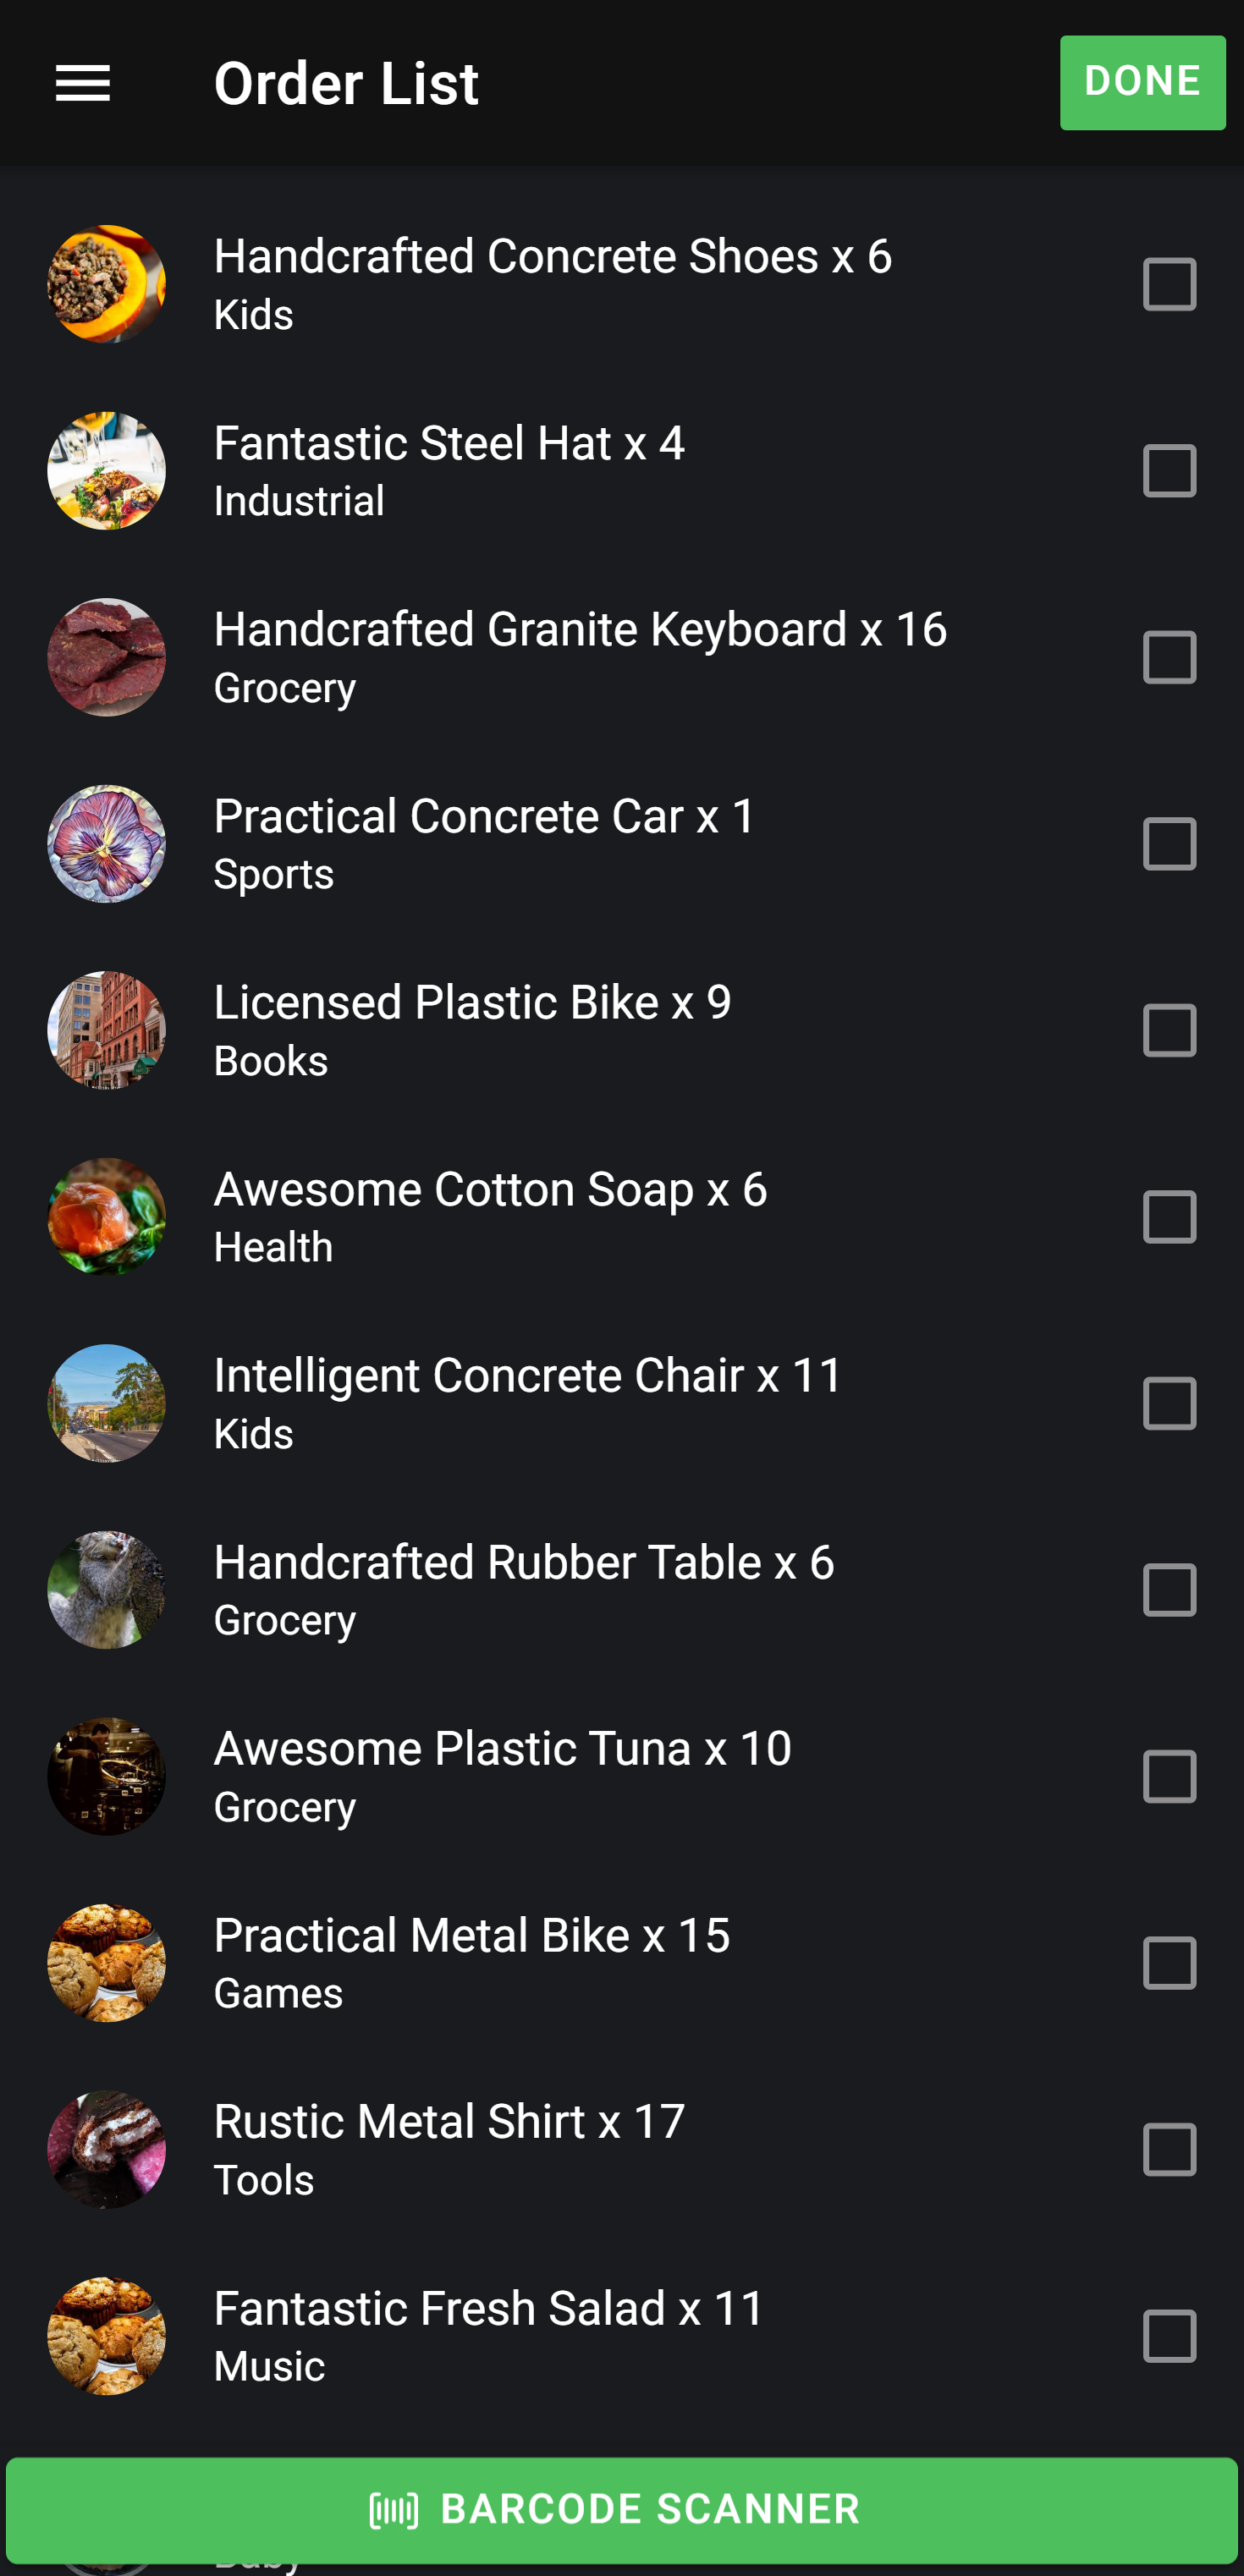 Order List
DONE
Handcrafted Concrete Shoes x 6
Kids
Fantastic Steel Hat x 4
Industrial
Handcrafted Granite Keyboard x 16
Grocery
Practical Concrete Car x 1
Sports
Licensed Plastic Bike x 9
Books
Awesome Cotton Soap x 6
Health
Intelligent Concrete Chair x 11
Kids
Handcrafted Rubber Table x 6
Grocery
Awesome Plastic Tuna x 10
Grocery
Practical Metal Bike x 15
Games
Rustic Metal Shirt x 17
Tools
Fantastic Fresh Salad x 11
Music
BARCODE SCANNER
Baby